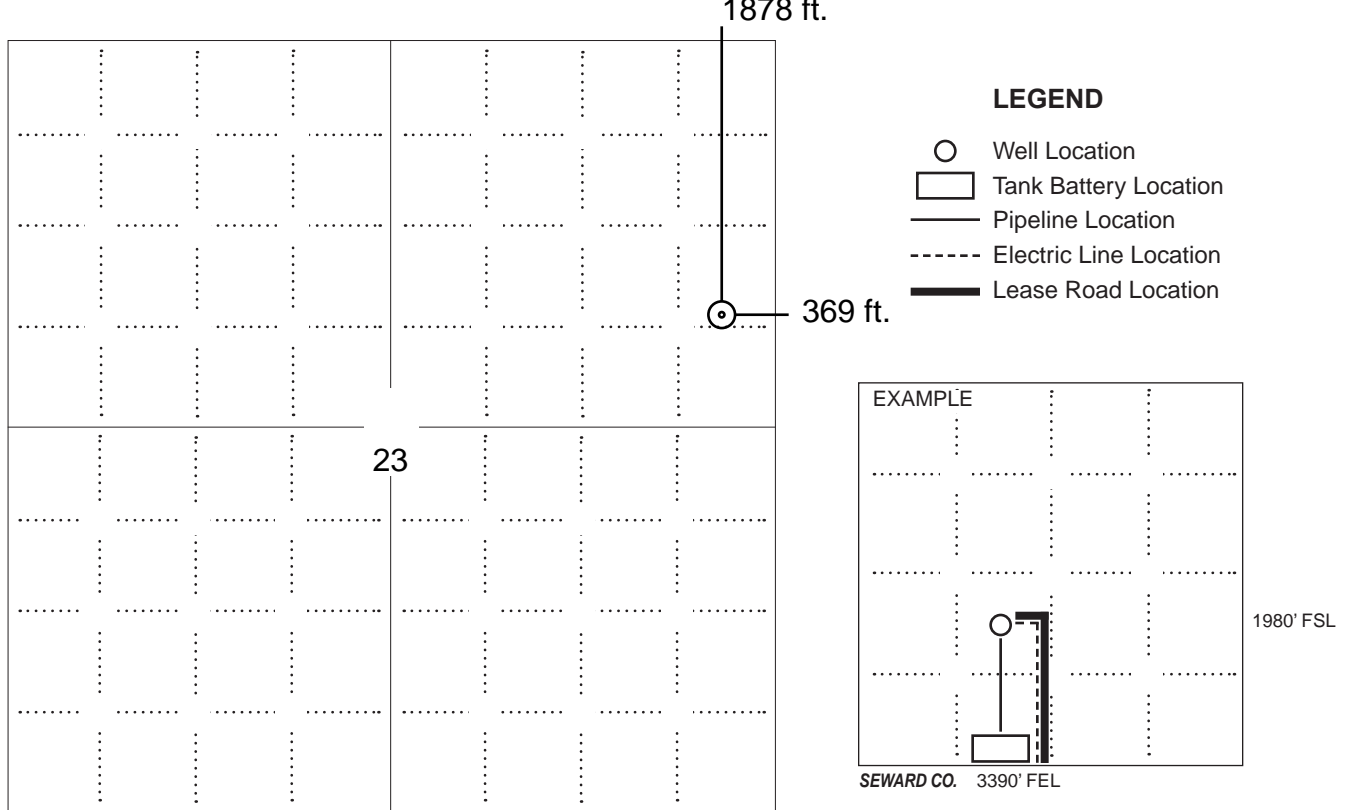 1878 ft.
LEGEND
Well Location
Tank Battery Location
Pipeline Location
Electric Line Location
Lease Road Location
369 ft.
EXAMPLE
23
1980' FSL
SEWARD CO. 3390' FEL